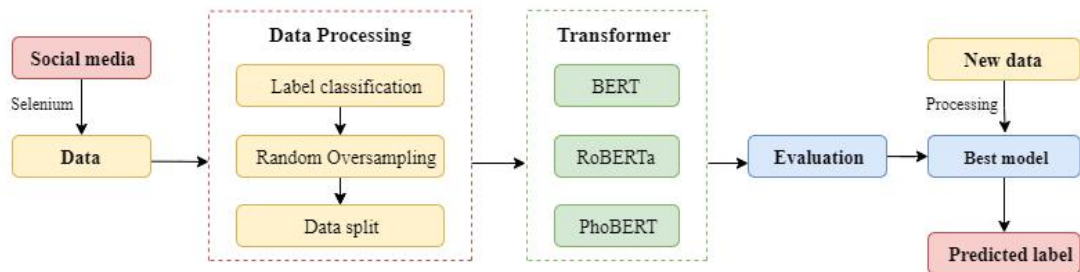 Social media
Selenium
Data
Data Processing
Label classification
Random Oversampling
Data split
Transformer
BERT
RoBERTa
PhoBERT
Evaluation
New data
Processing
Best model
Predicted label